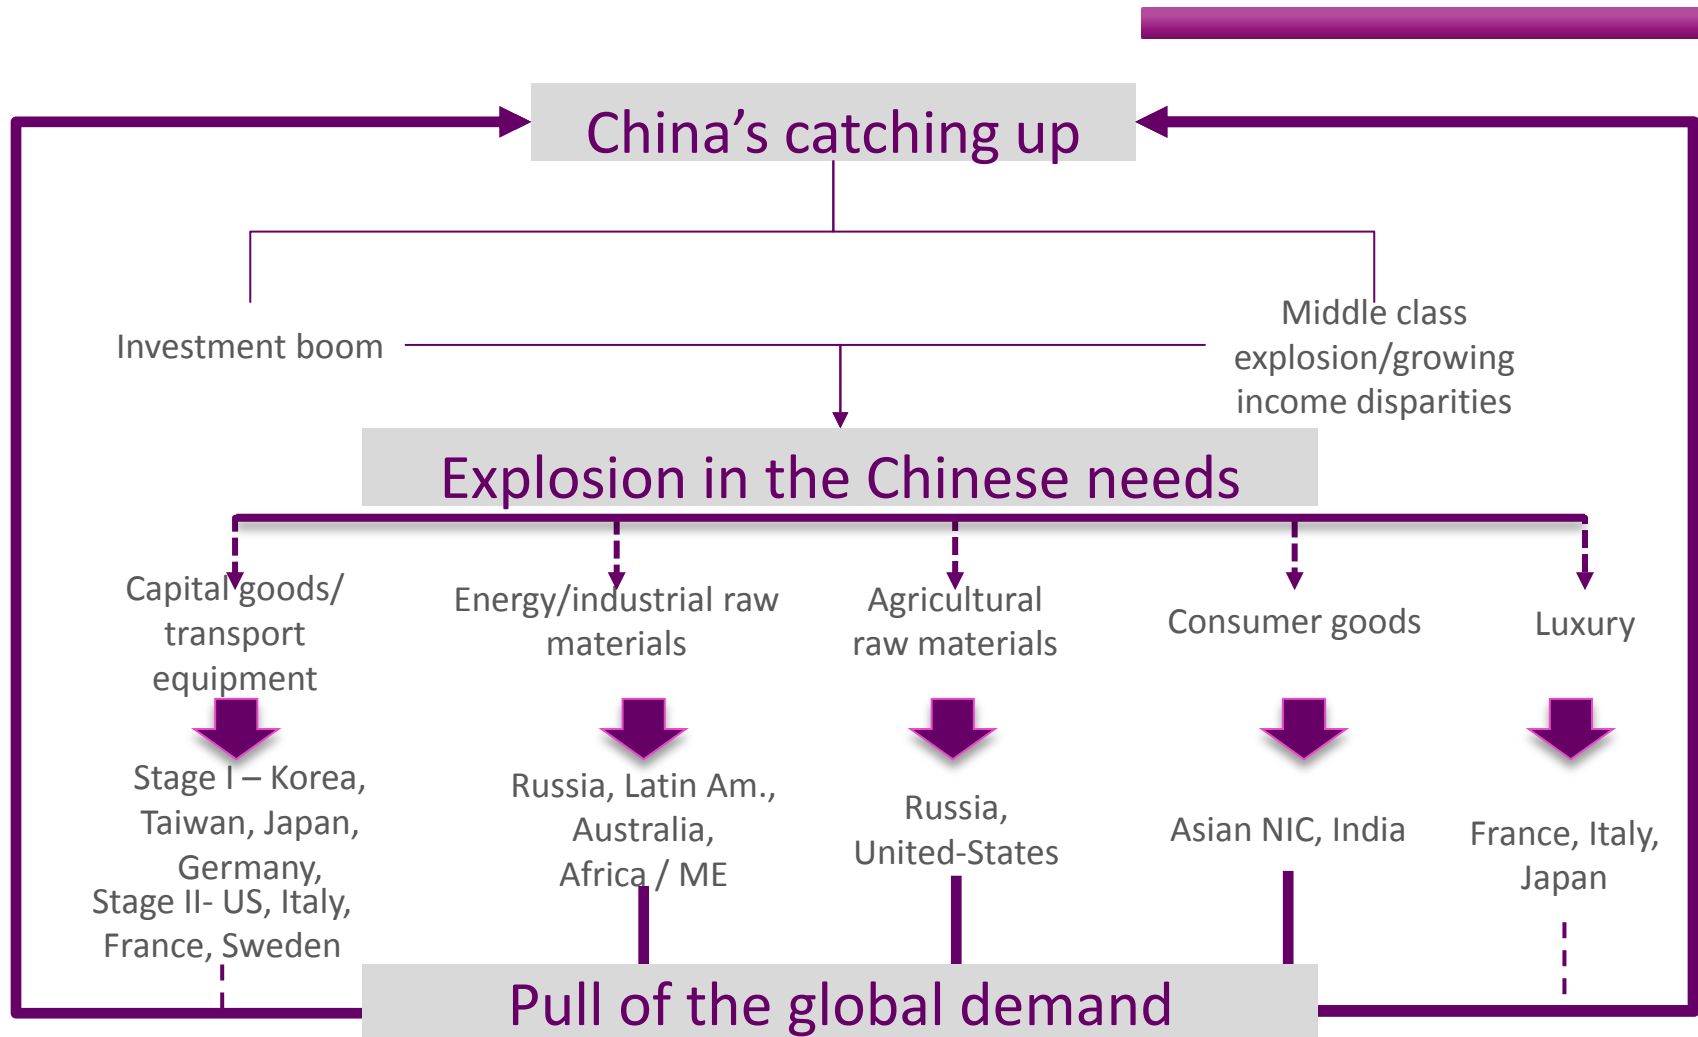 China’s catching up
Investment boom
Middle class
explosion/growing
income disparities
Explosion in the Chinese needs
Capital goods/
transport
equipment
Energy/industrial raw
materials
Agricultural
raw materials
Consumer goods
Luxury
Stage I – Korea,
Taiwan, Japan,
Germany,
Stage II- US, Italy,
France, Sweden
Russia, Latin Am.,
Australia,
Africa / ME
Russia,
United-States
Asian NIC, India
France, Italy,
Japan
Pull of the global demand